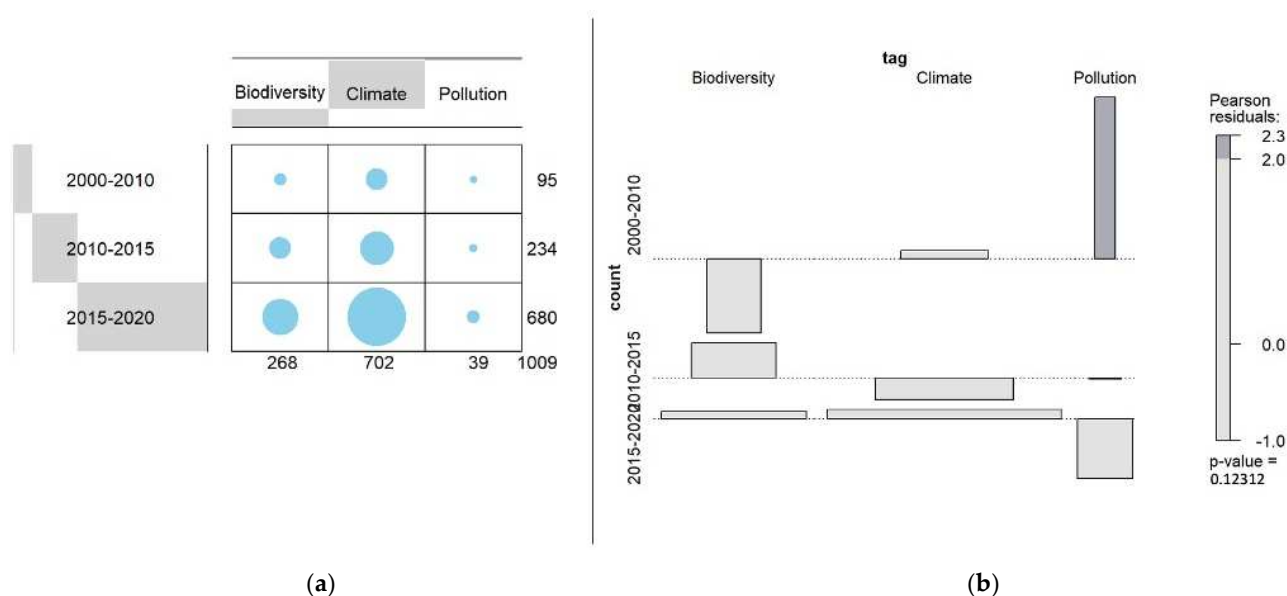 Biodiversity Climate Pollution
2000-2010 95
2010-2015 234
2015-2020 680
268 702 39 1009
(a)
tag
Biodiversity Climate Pollution
count
2000-2010
2010-2015
2015-2020
Pearson
residuals:
2.3
2.0
0.0
-1.0
p-value =
0.12312
(b)